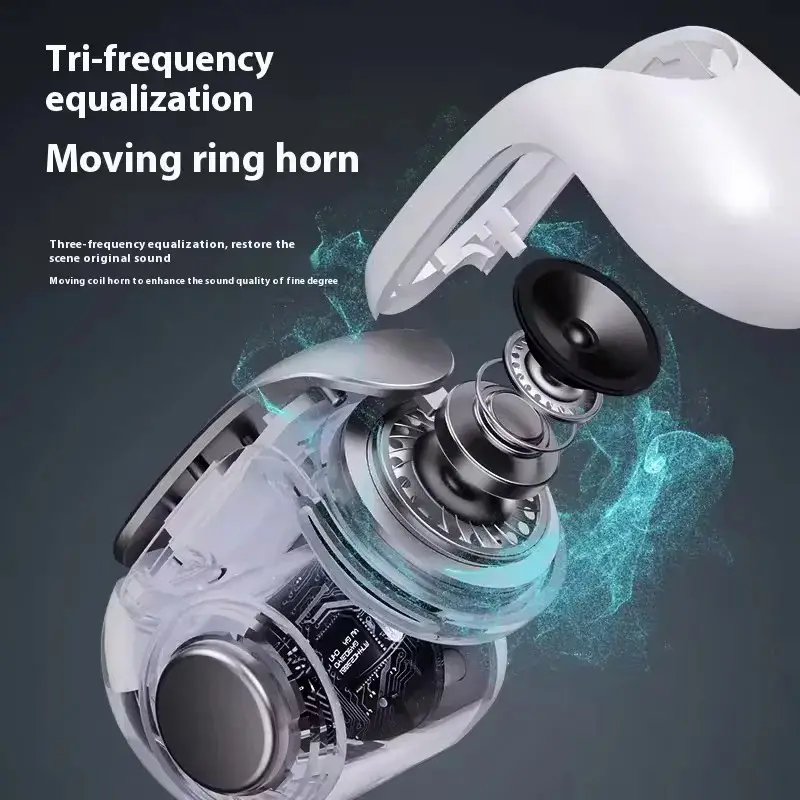 Tri-frequency
equalization
Moving ring horn
Three-frequency equalization, restore the
scene original sound
Moving coil horn to enhance the sound quality of fine degree